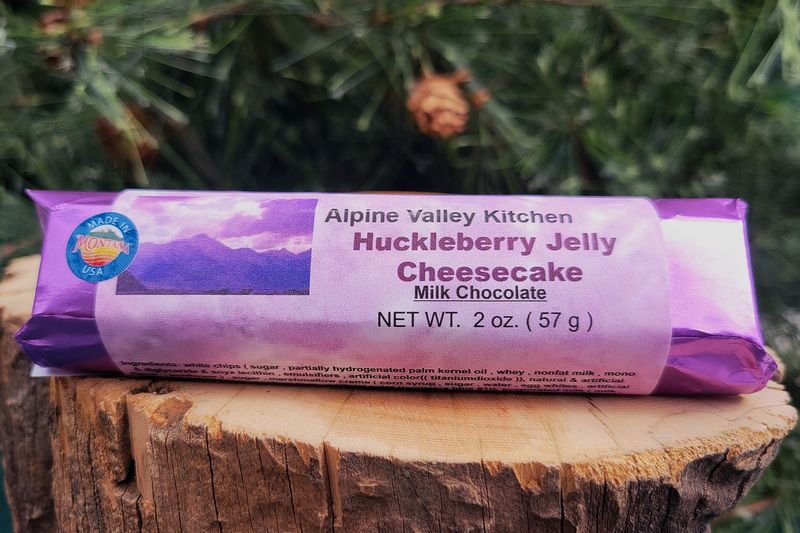 MADE IN
MONTANA
USA
Alpine Valley Kitchen
Huckleberry Jelly
Cheesecake
Milk Chocolate
NET WT. 2 oz. ( 57 g )
Ingredients : white chips ( sugar , partially hydrogenated palm kernel oil , whey , nonfat milk , mono
& diglyceride & soya lecithin , emulsifiers , artificial color(( titaniumdioxide )), natural & artificial
sugar , marshmallow creme ( corn syrup , sugar , water , egg whites , artificial